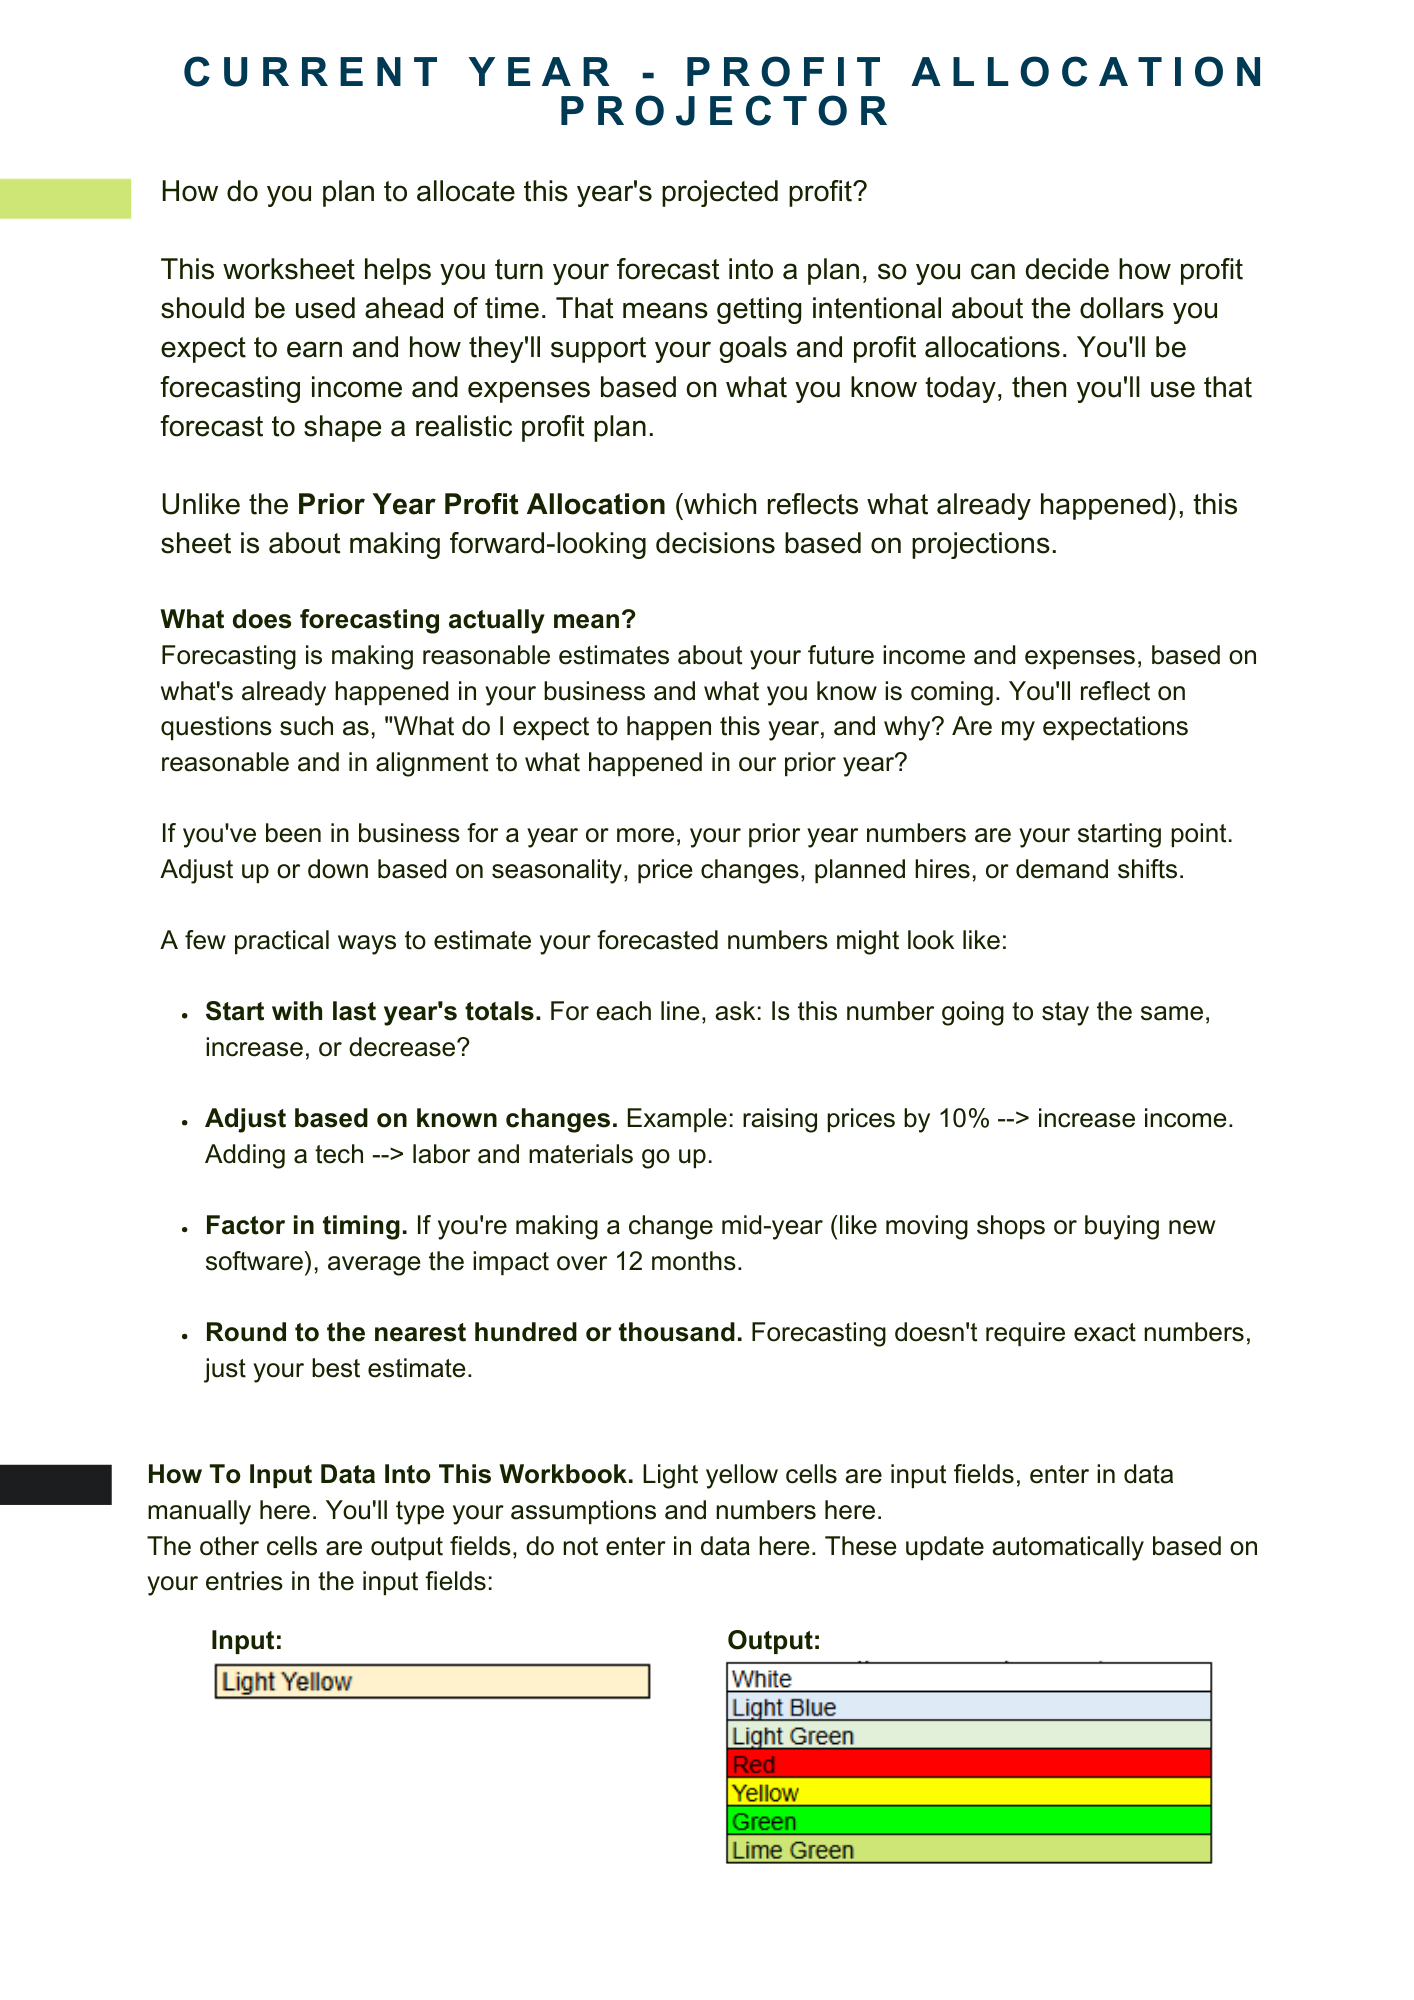 CURRENT YEAR - PROFIT ALLOCATION
PROJECTOR
How do you plan to allocate this year's projected profit?
This worksheet helps you turn your forecast into a plan, so you can decide how profit
should be used ahead of time. That means getting intentional about the dollars you
expect to earn and how they'll support your goals and profit allocations. You'll be
forecasting income and expenses based on what you know today, then you'll use that
forecast to shape a realistic profit plan.
Unlike the Prior Year Profit Allocation (which reflects what already happened), this
sheet is about making forward-looking decisions based on projections.
What does forecasting actually mean?
Forecasting is making reasonable estimates about your future income and expenses, based on
what's already happened in your business and what you know is coming. You'll reflect on
questions such as, "What do I expect to happen this year, and why? Are my expectations
reasonable and in alignment to what happened in our prior year?
If you've been in business for a year or more, your prior year numbers are your starting point.
Adjust up or down based on seasonality, price changes, planned hires, or demand shifts.
A few practical ways to estimate your forecasted numbers might look like:
• Start with last year's totals. For each line, ask: Is this number going to stay the same,
increase, or decrease?
• Adjust based on known changes. Example: raising prices by 10% --> increase income.
Adding a tech --> labor and materials go up.
• Factor in timing. If you're making a change mid-year (like moving shops or buying new
software), average the impact over 12 months.
• Round to the nearest hundred or thousand. Forecasting doesn't require exact numbers,
just your best estimate.
How To Input Data Into This Workbook. Light yellow cells are input fields, enter in data
manually here. You'll type your assumptions and numbers here.
The other cells are output fields, do not enter in data here. These update automatically based on
your entries in the input fields:
Input:
Light Yellow
Output:
White
Light Blue
Light Green
Red
Yellow
Green
Lime Green